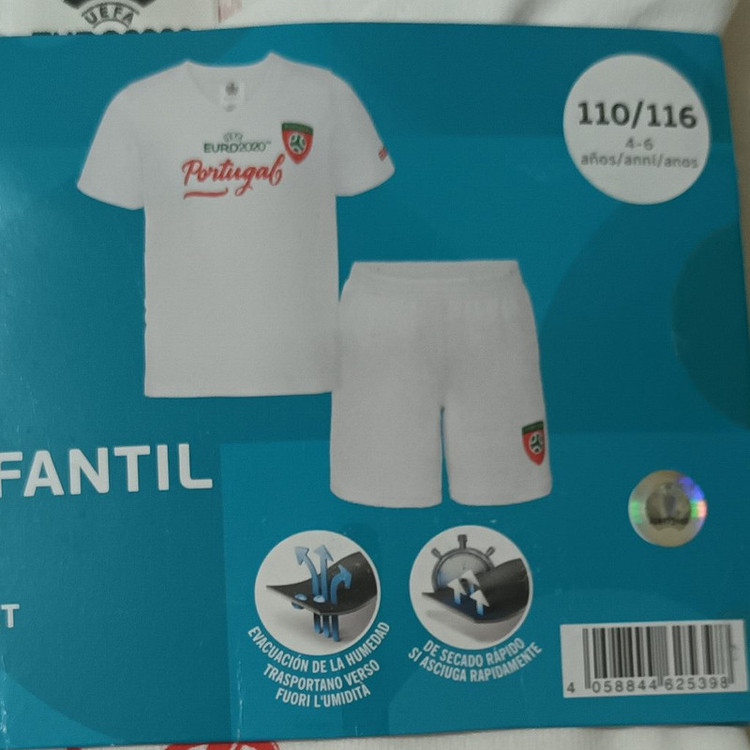 UEFA
EURO2020
110/116
4-6
años/anni/anos
EURO2020
Portugal
FANTIL
T
EVACUACIÓN DE LA HUMEDAD
TRASPORTANO VERSO
FUORI L'UMIDITÀ
DE SECADO RÁPIDO
SI ASCIUGA RAPIDAMENTE
4 058844 625398